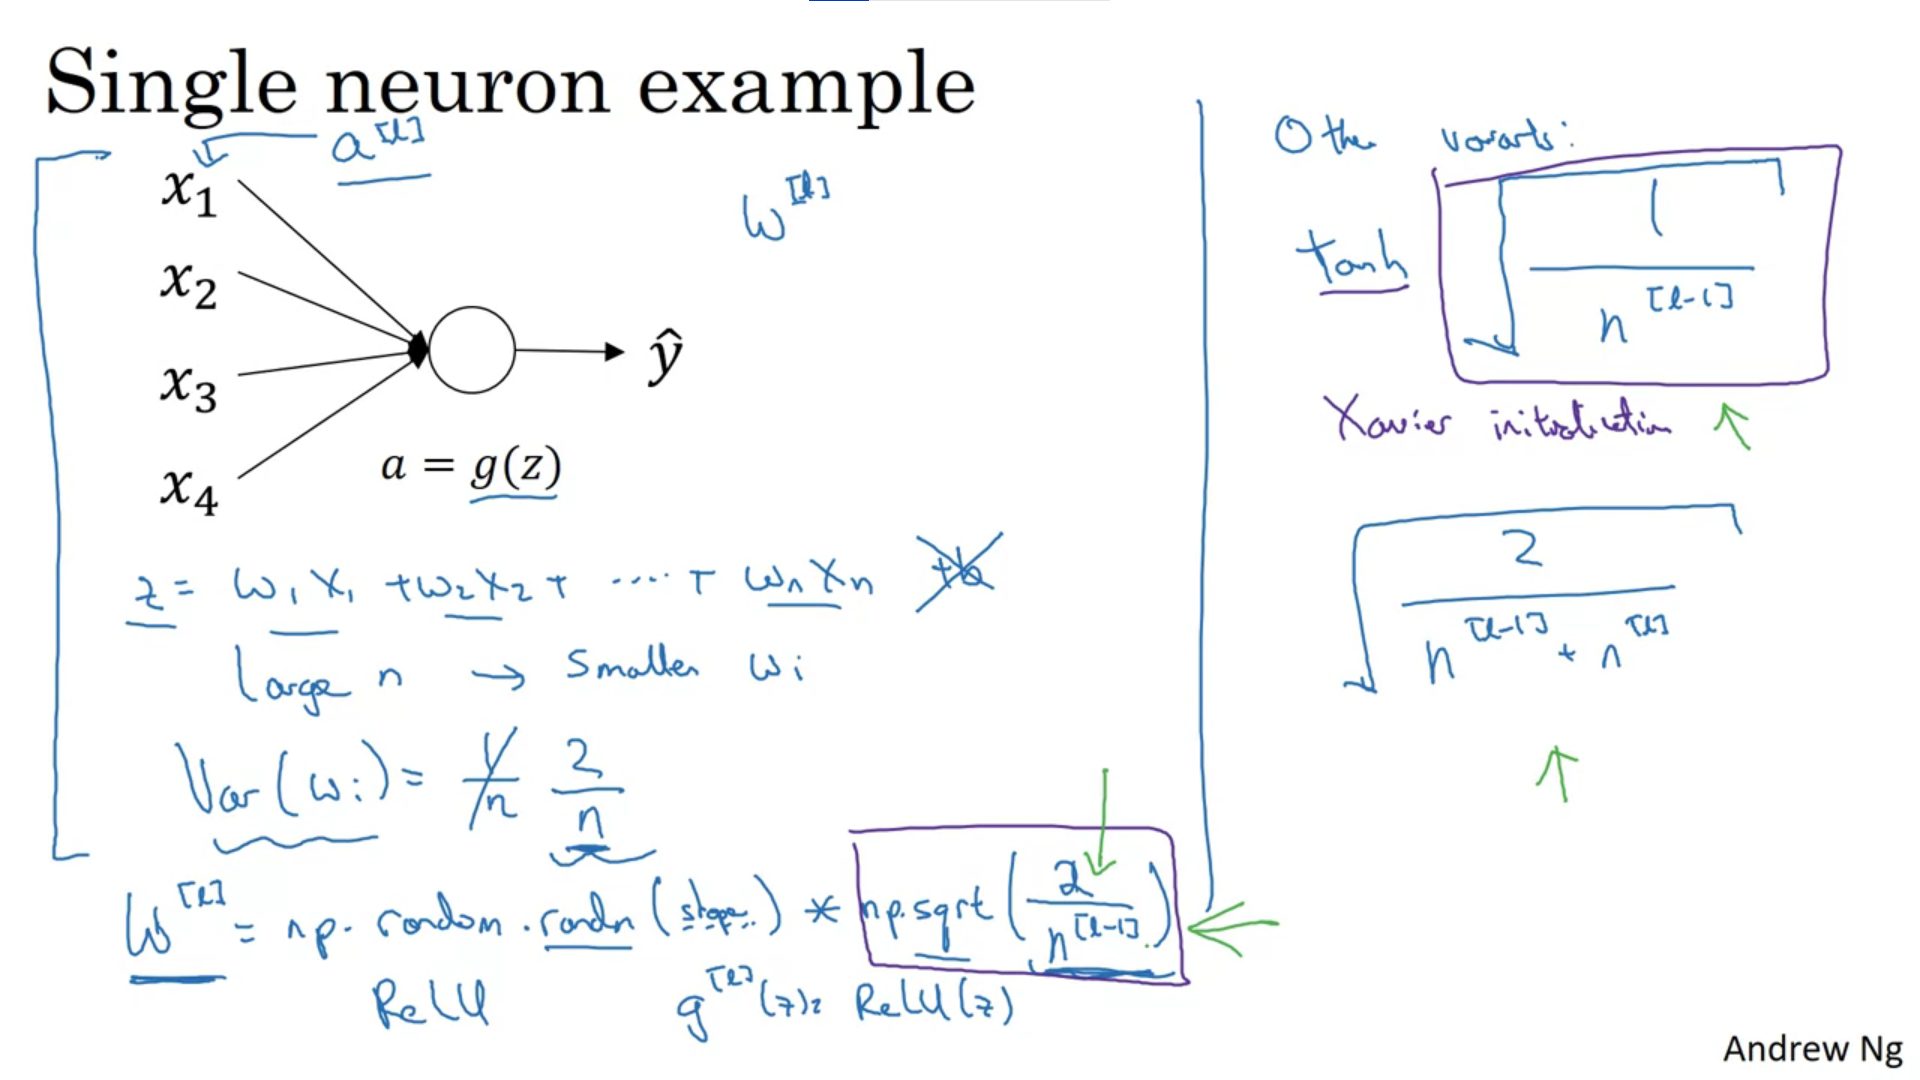 Single neuron example
a^[l]
x₁
x₂
x₃
x₄
W^[l]
ŷ
a = g(z)
z = w₁x₁ + w₂x₂ + ····· + wₙxₙ +b
Large n → Smaller wᵢ
Var(wᵢ) = 1/n 2/n
W^[l] = np.random.randn(shape) * np.sqrt(2/n^[l-1])
ReLU g^[l](z) = ReLU(z)
Other variants:
tanh √(1/n^[l-1])
Xavier initialization
√(2/(n^[l-1] + n^[l]))
Andrew Ng